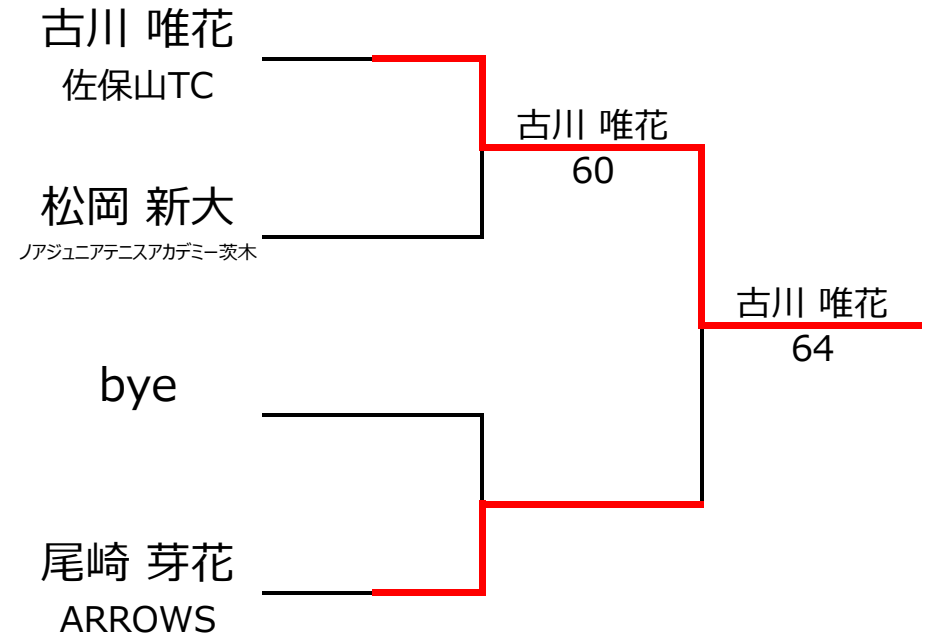 古川 唯花
佐保山TC
古川 唯花
60
松岡 新大
ノアジュニアテニスアカデミー茨木
古川 唯花
64
bye
尾崎 芽花
ARROWS